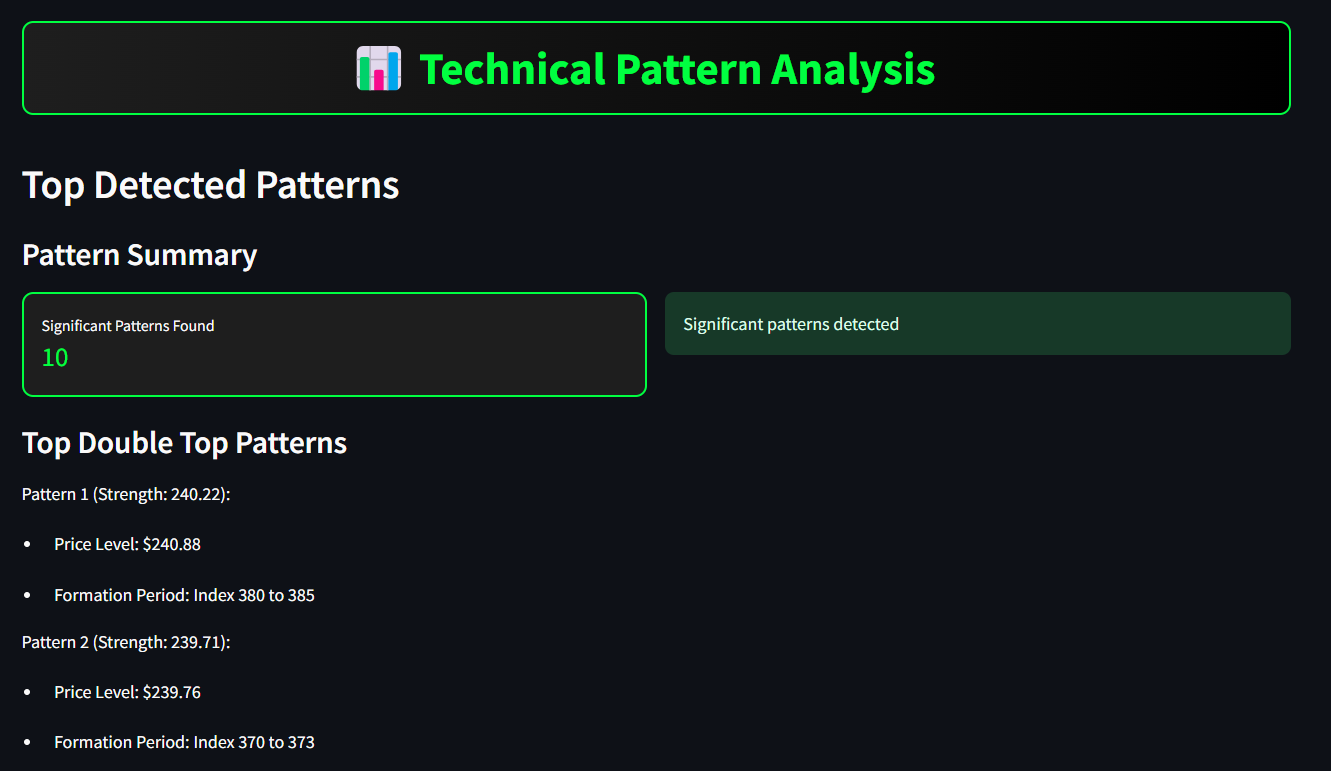 Technical Pattern Analysis
Top Detected Patterns
Pattern Summary
Significant Patterns Found
10
Significant patterns detected
Top Double Top Patterns
Pattern 1 (Strength: 240.22):
• Price Level: $240.88
• Formation Period: Index 380 to 385
Pattern 2 (Strength: 239.71):
• Price Level: $239.76
• Formation Period: Index 370 to 373